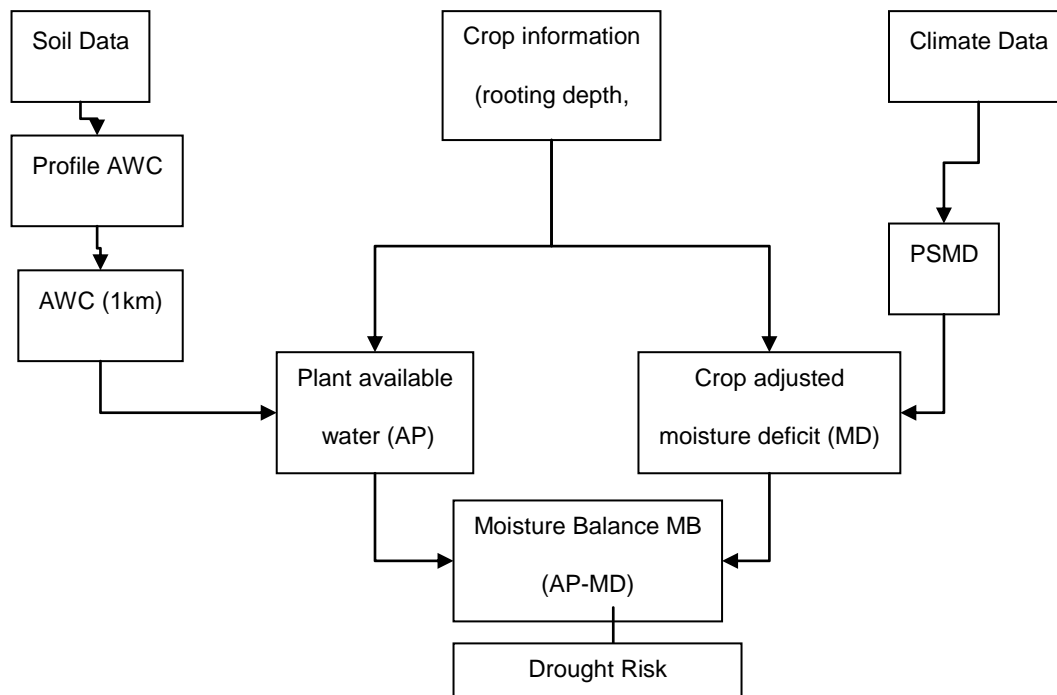 Soil Data
Crop information
(rooting depth,
Climate Data
Profile AWC
PSMD
AWC (1km)
Plant available
water (AP)
Crop adjusted
moisture deficit (MD)
Moisture Balance MB
(AP-MD)
Drought Risk